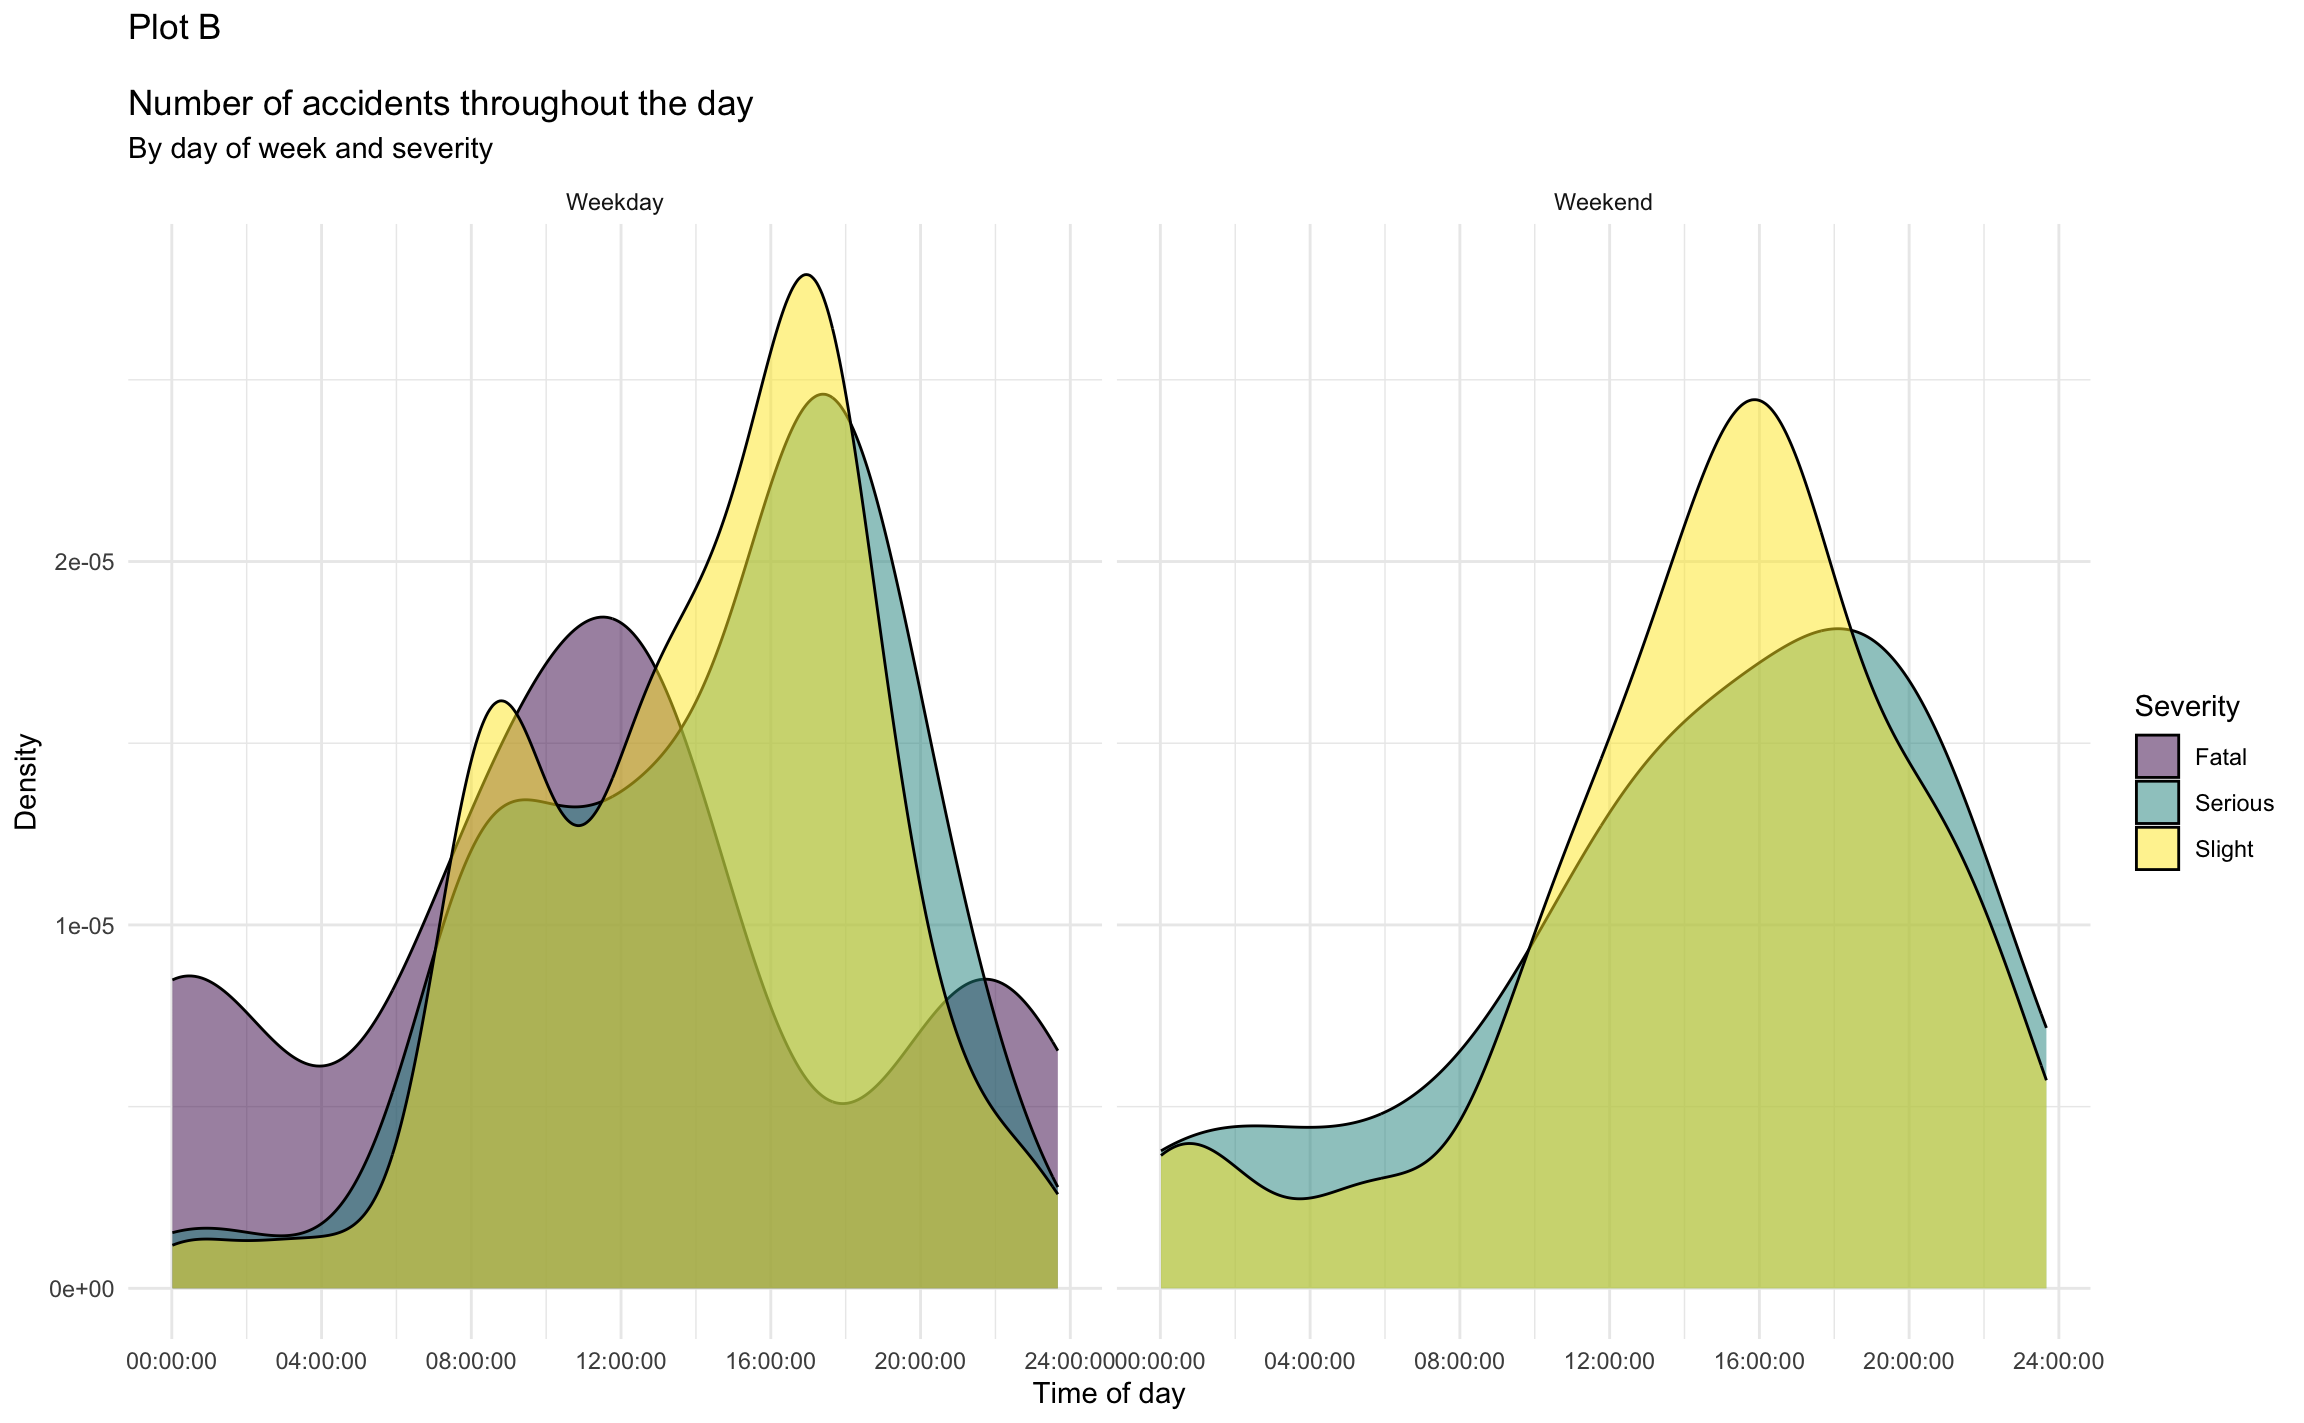 Plot B
Number of accidents throughout the day
By day of week and severity
Weekday
Weekend
Density
2e-05
1e-05
0e+00
00:00:00 04:00:00 08:00:00 12:00:00 16:00:00 20:00:00 24:00:00
00:00:00 04:00:00 08:00:00 12:00:00 16:00:00 20:00:00 24:00:00
Time of day
Severity
Fatal
Serious
Slight